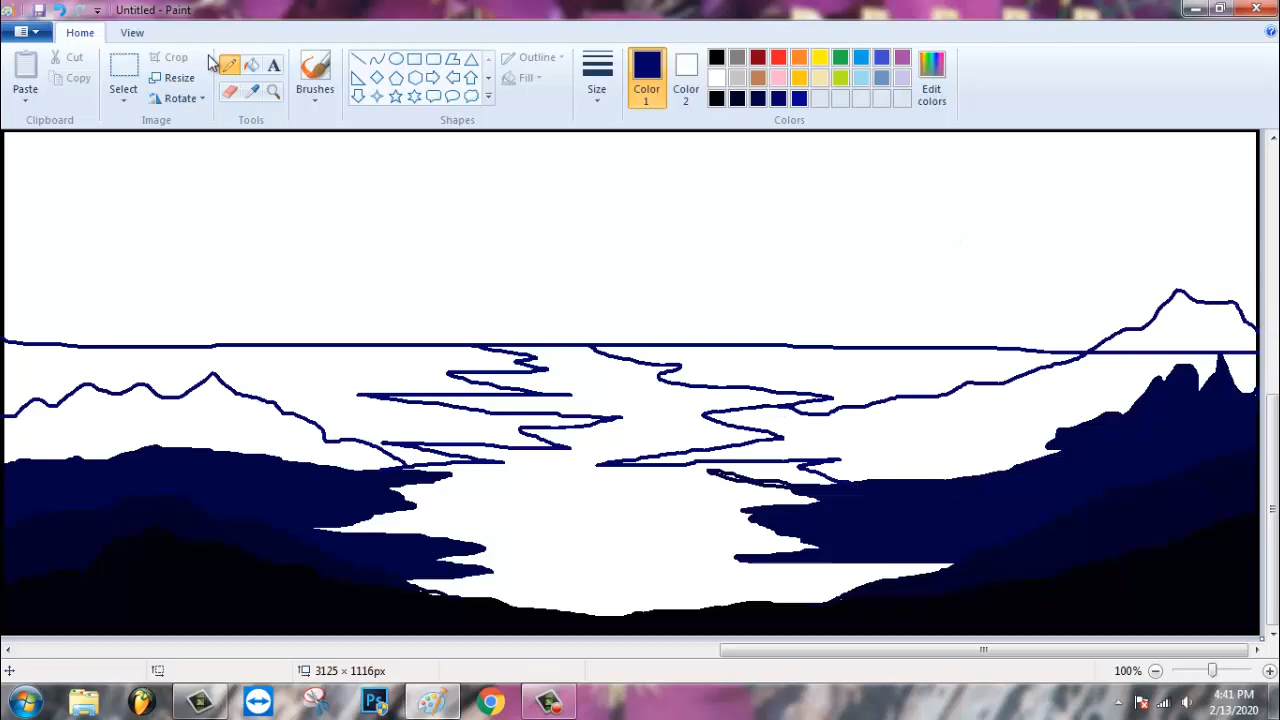 Untitled - Paint
Home View
Paste
Cut
Copy
Clipboard
Select
Crop
Resize
Rotate
Image
A
Tools
Brushes
Outline
Fill
Shapes
Size
Color 1
Color 2
Edit colors
Colors
3125 × 1116px
100%
Ps
4:41 PM
2/13/2020